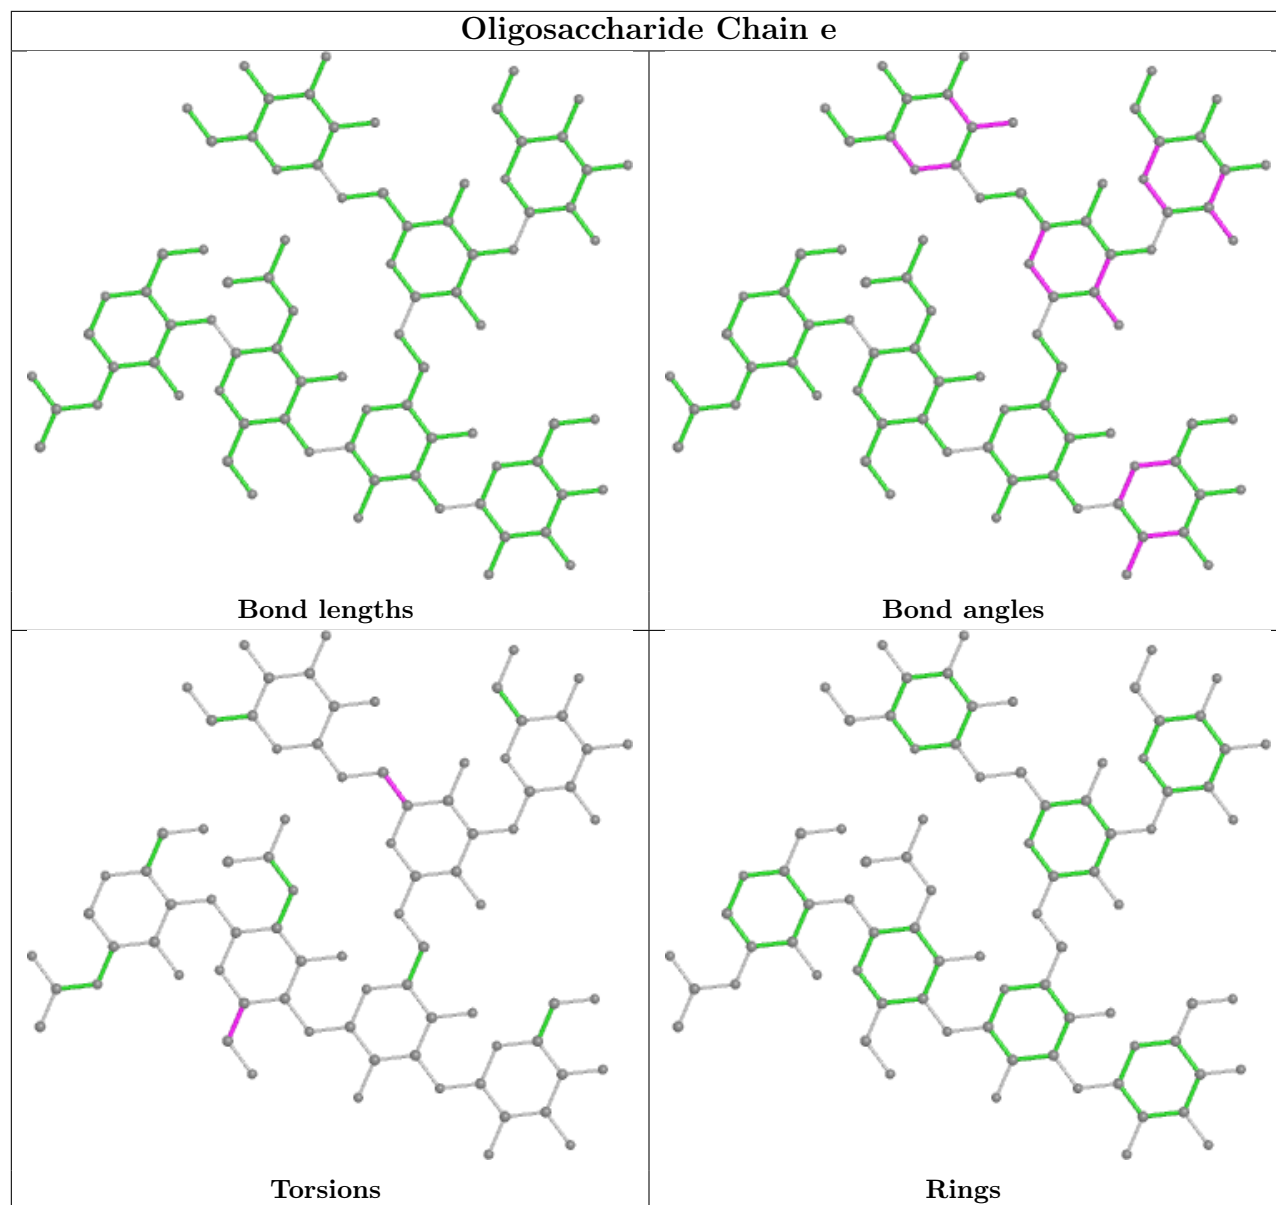 Oligosaccharide Chain e
Bond lengths
Bond angles
Torsions
Rings